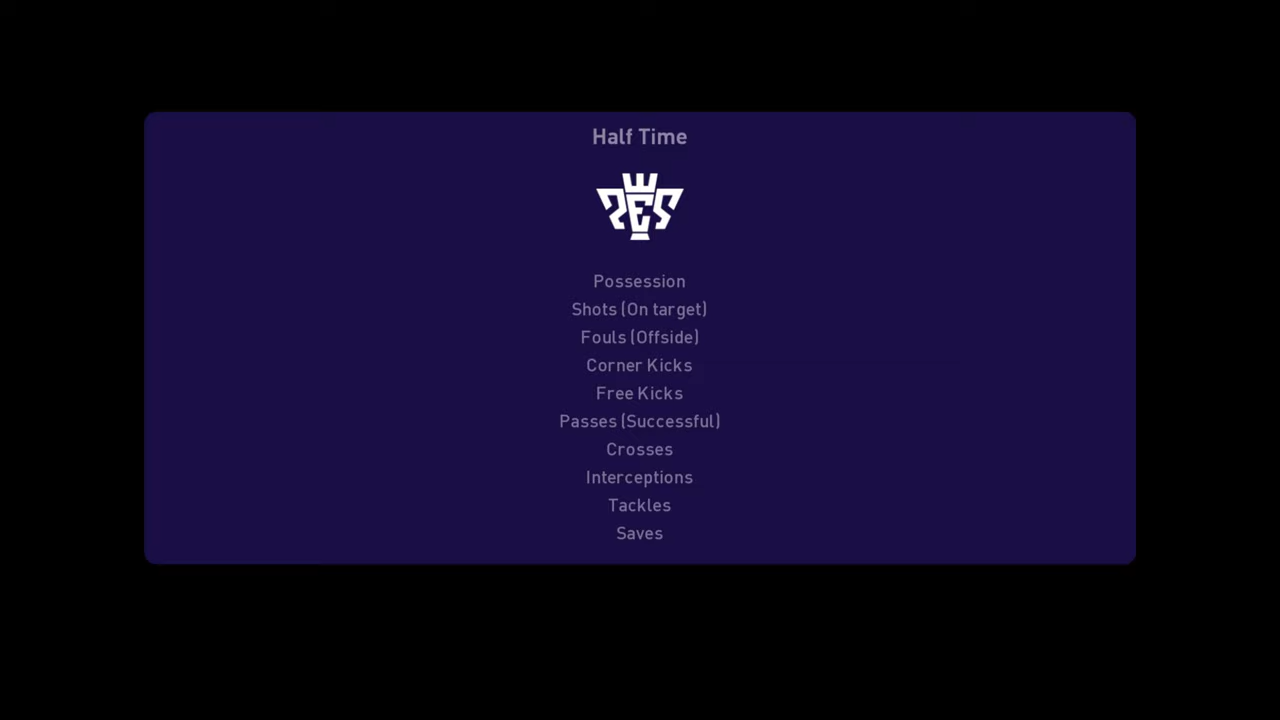 Half Time
PES
Possession
Shots (On target)
Fouls (Offside)
Corner Kicks
Free Kicks
Passes (Successful)
Crosses
Interceptions
Tackles
Saves